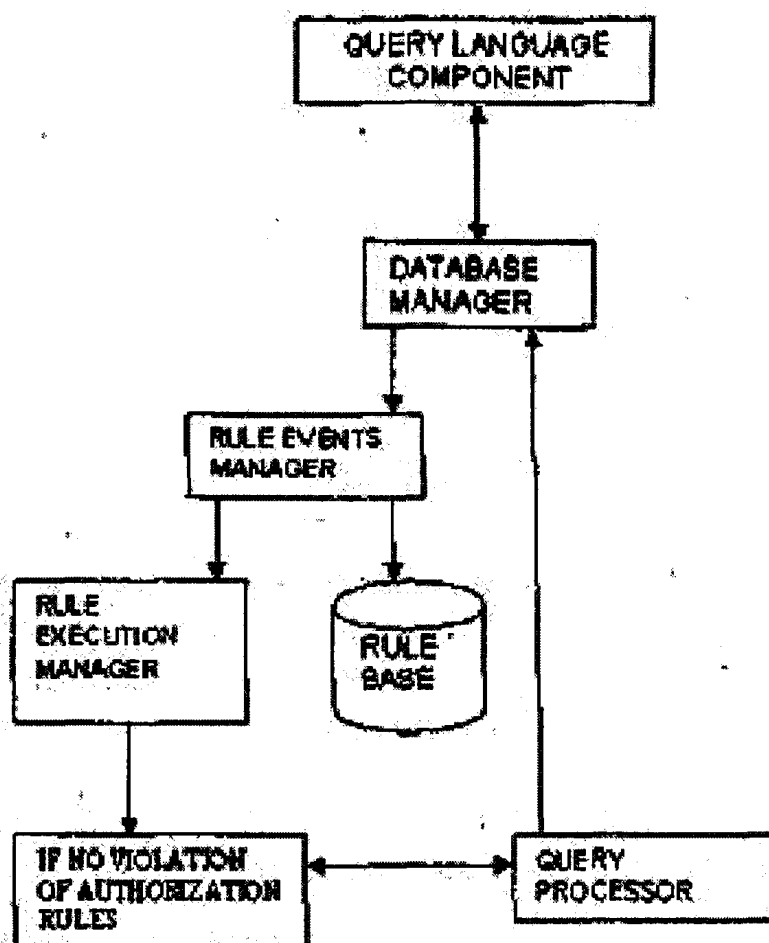 QUERY LANGUAGE
COMPONENT
DATABASE
MANAGER
RULE EVENTS
MANAGER
RULE
EXECUTION
MANAGER
RULE
BASE
IF NO VIOLATION
OF AUTHORIZATION
RULES
QUERY
PROCESSOR